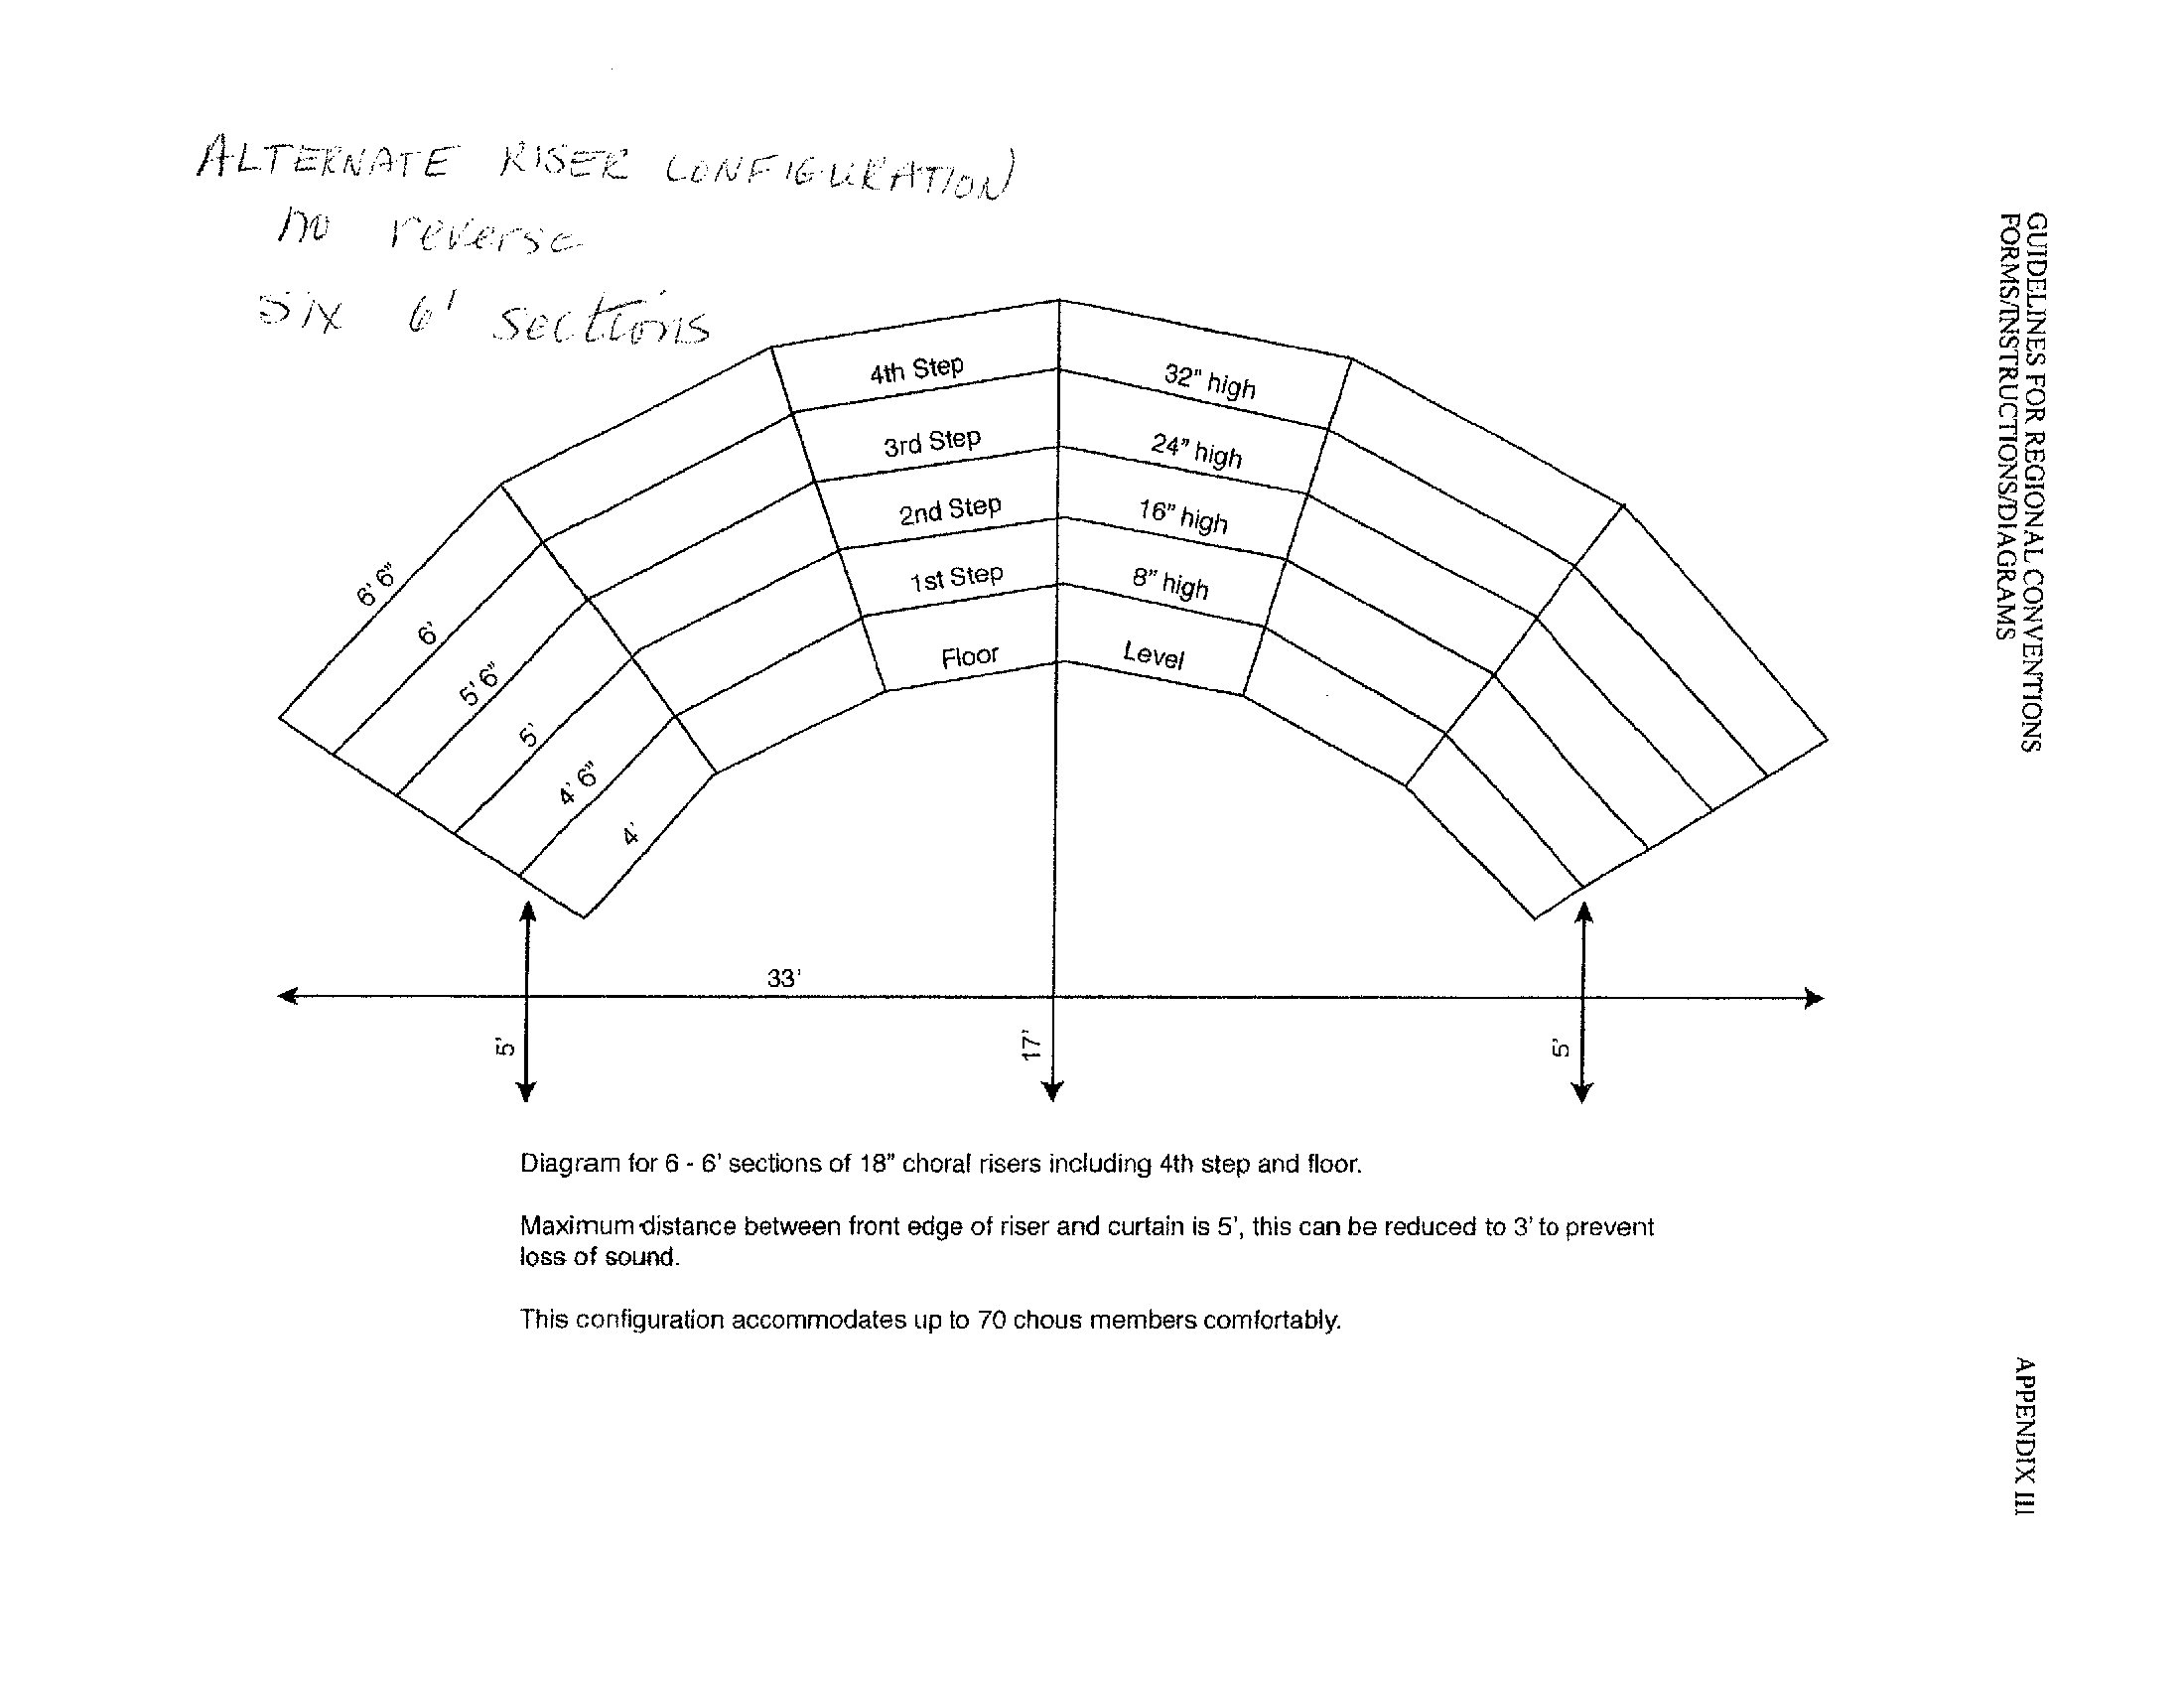 ALTERNATE RISER CONFIGURATION
no reverse
six 6' sections
GUIDELINES FOR REGIONAL CONVENTIONS
FORMS/INSTRUCTIONS/DIAGRAMS
4th Step
32" high
3rd Step
24" high
2nd Step
16" high
1st Step
8" high
Floor
Level
6' 6"
6'
5' 6"
5'
4' 6"
4'
33'
5'
17'
5'
Diagram for 6 - 6' sections of 18" choral risers including 4th step and floor.
Maximum distance between front edge of riser and curtain is 5', this can be reduced to 3' to prevent
loss of sound.
This configuration accommodates up to 70 chous members comfortably.
APPENDIX III